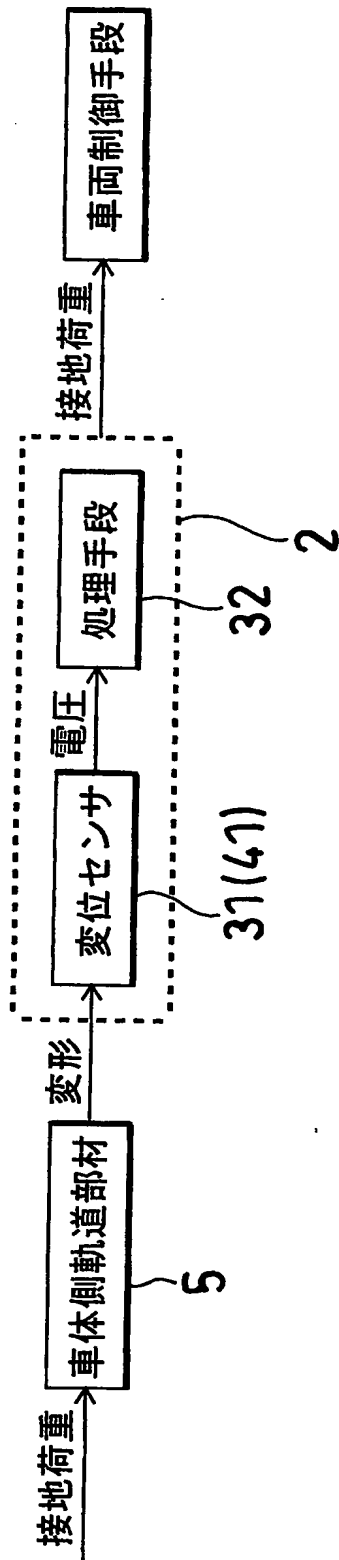 接地荷重
車体側軌道部材
5
変形
変位センサ
31(41)
電圧
処理手段
32
2
接地荷重
車両制御手段